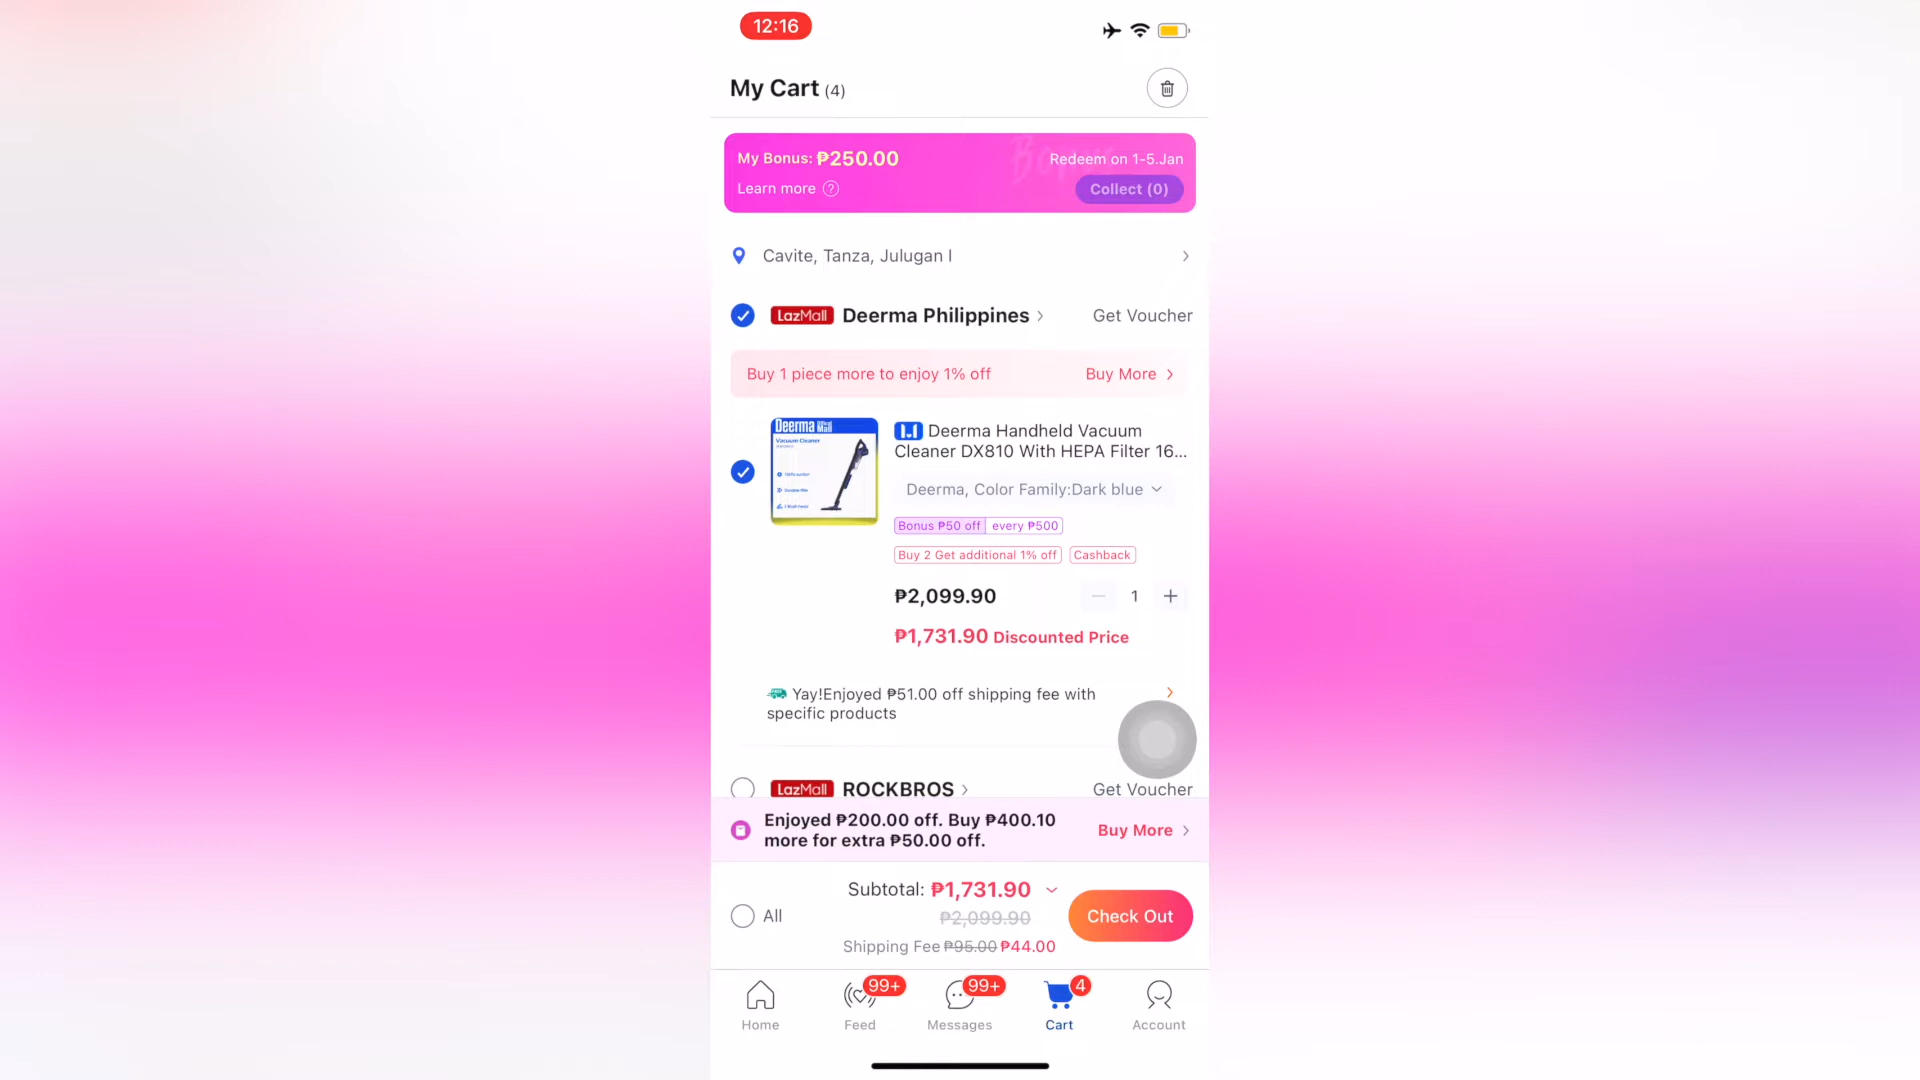 12:16
My Cart (4)
My Bonus: ₱250.00
Redeem on 1-5.Jan
Learn more ?
Collect (0)
Cavite, Tanza, Julugan I
LazMall Deerma Philippines
Get Voucher
Buy 1 piece more to enjoy 1% off
Buy More
Deerma Mall
Vacuum Cleaner
Deerma Handheld Vacuum
Cleaner DX810 With HEPA Filter 16...
Deerma, Color Family:Dark blue
Bonus ₱50 off every ₱500
Buy 2 Get additional 1% off Cashback
₱2,099.90
1
₱1,731.90 Discounted Price
Yay!Enjoyed ₱51.00 off shipping fee with
specific products
LazMall ROCKBROS
Get Voucher
Enjoyed ₱200.00 off. Buy ₱400.10
more for extra ₱50.00 off.
Buy More
Subtotal: ₱1,731.90
₱2,099.90
All
Shipping Fee ₱95.00 ₱44.00
Check Out
99+
99+
4
Home
Feed
Messages
Cart
Account